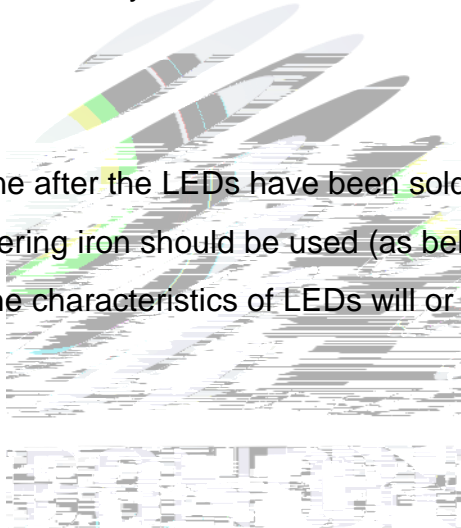 ne after the LEDs have been sold
ering iron should be used (as bel
ne characteristics of LEDs will or